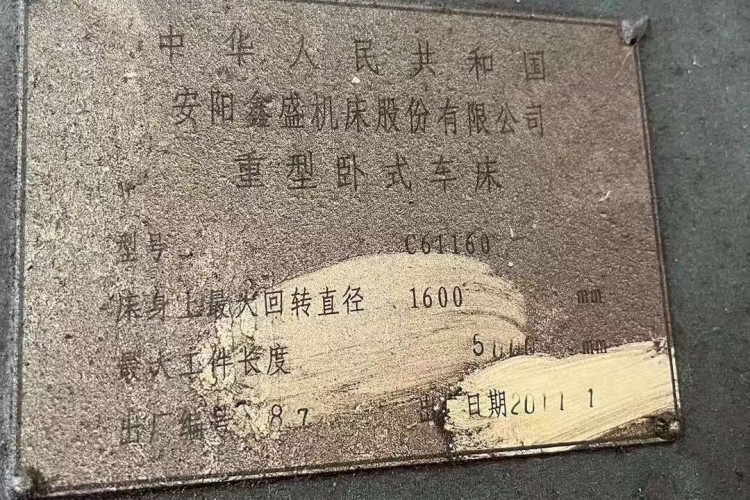 中华人民共和国
安阳鑫盛机床股份有限公司
重型卧式车床
型号 C61160
床身上最大回转直径 1600 mm
最大工件长度 5000 mm
出厂编号 87 出厂日期2011 1